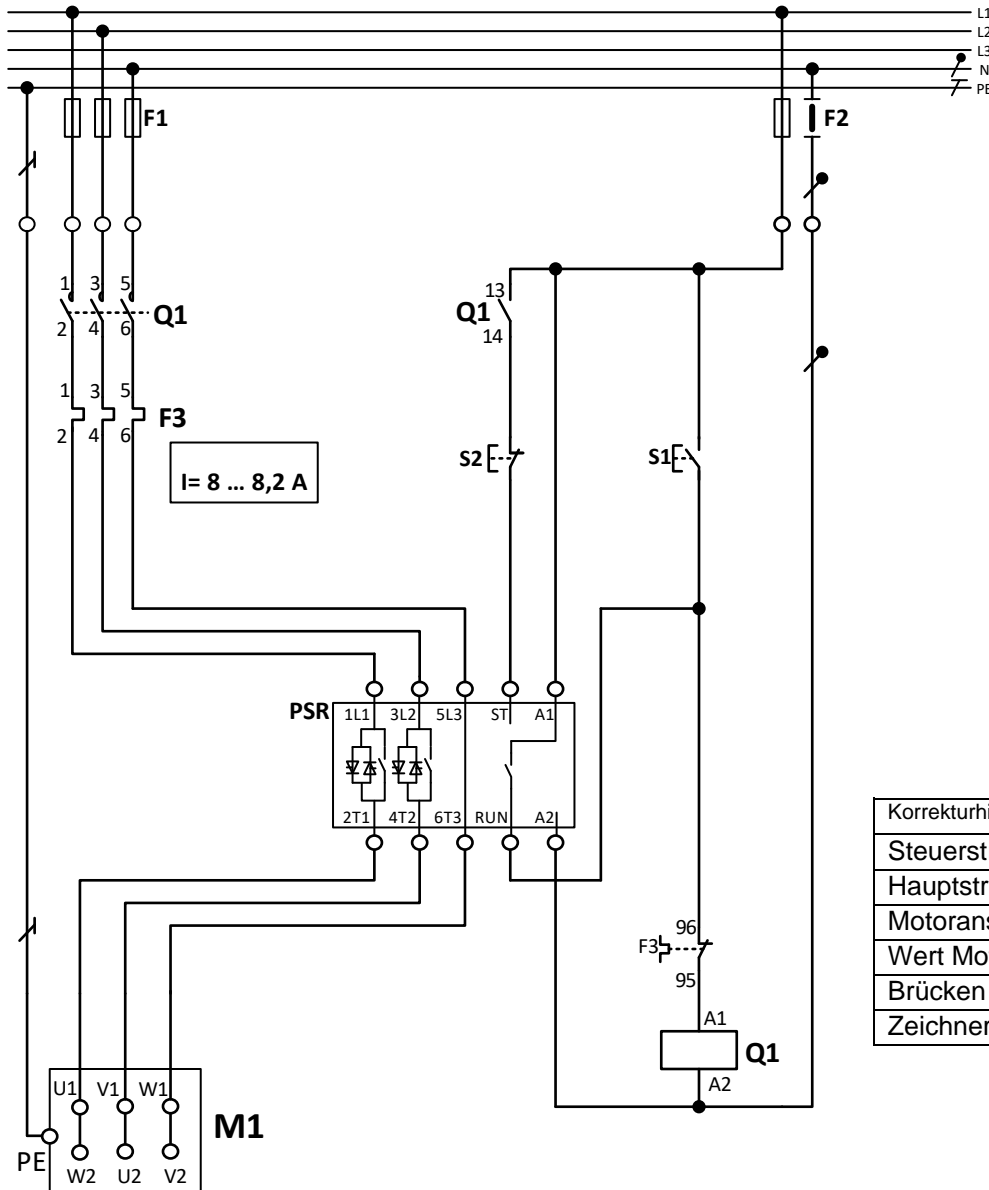 L1
L2
L3
N
PE
F1
F2
1 3 5
Q1
2 4 6
13
Q1
14
1 3 5
F3
2 4 6
I= 8 ... 8,2 A
S2
S1
PSR
1L1 3L2 5L3 ST A1
2T1 4T2 6T3 RUN A2
96
F3
95
A1
Q1
A2
U1 V1 W1
M1
PE
W2 U2 V2
Korrekturhi
Steuerst
Hauptstr
Motorans
Wert Mo
Brücken
Zeichner